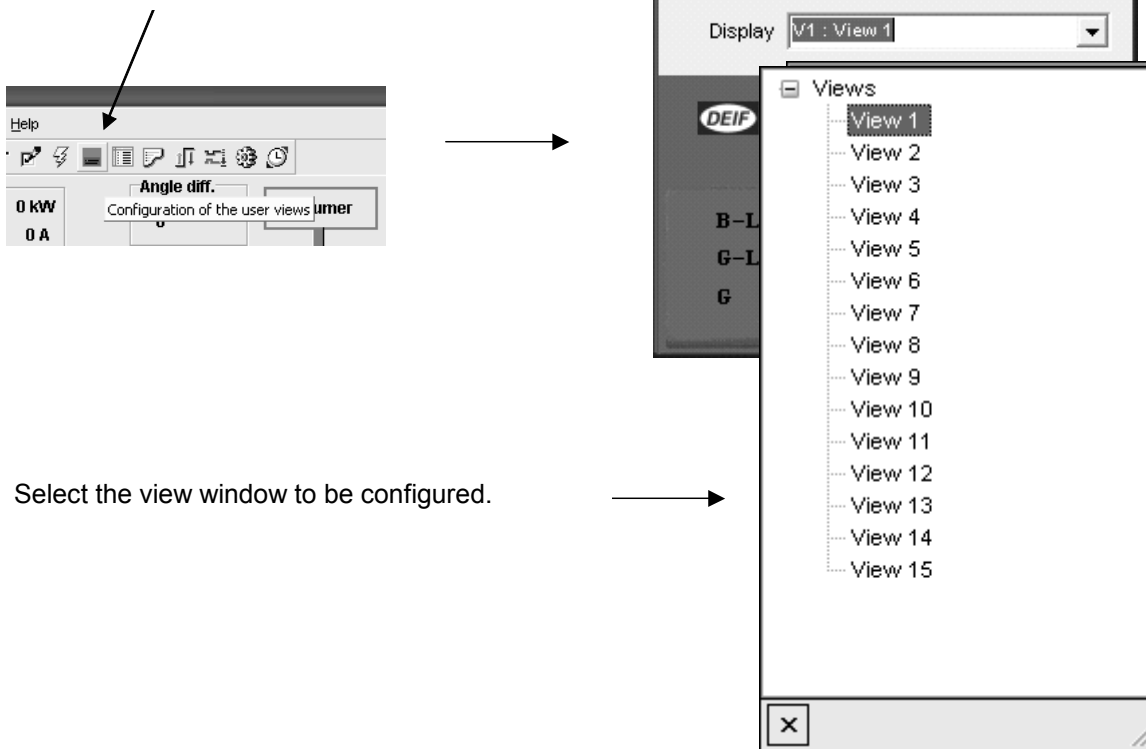 Help
Angle diff.
0 kW
Configuration of the user views
umer
0 A
Display V1 : View 1
DEIF
B-L
G-L
G
Views
View 1
View 2
View 3
View 4
View 5
View 6
View 7
View 8
View 9
View 10
View 11
View 12
View 13
View 14
View 15
Select the view window to be configured.